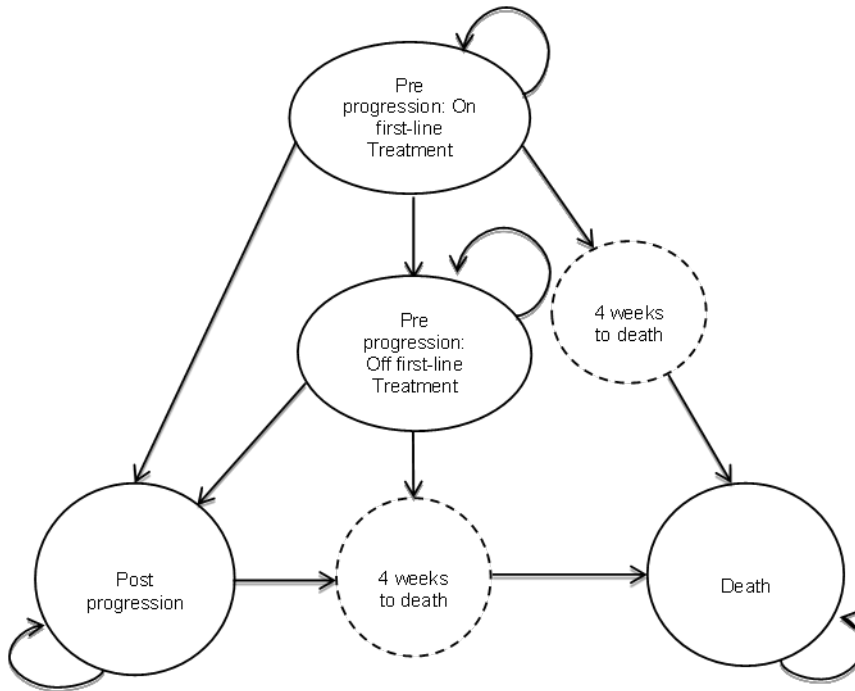 Pre
progression: On
first-line
Treatment
4 weeks
to death
Pre
progression:
Off first-line
Treatment
Post
progression
4 weeks
to death
Death